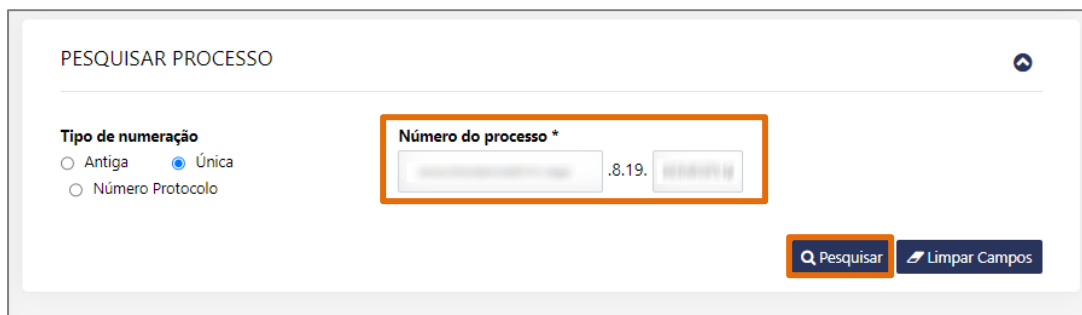 PESQUISAR PROCESSO
Tipo de numeração
Antiga Única
Número Protocolo
Número do processo *
.8.19.
Pesquisar Limpar Campos